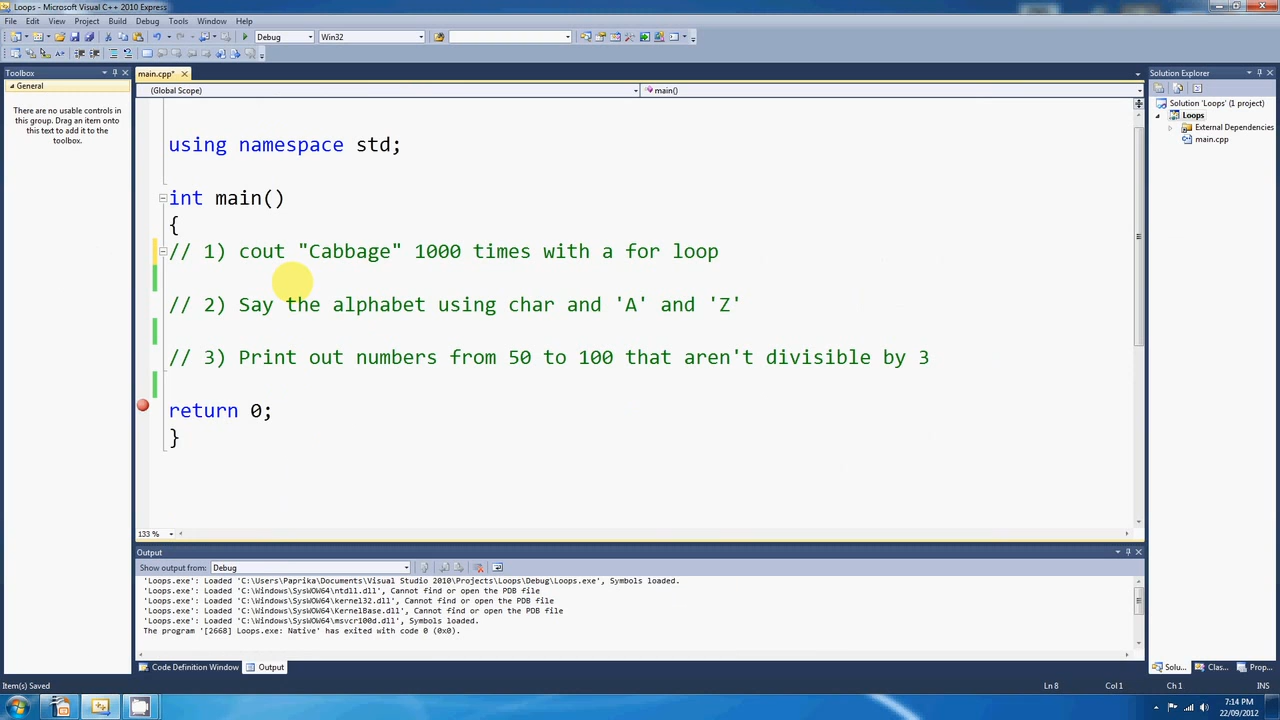 Loops - Microsoft Visual C++ 2010 Express
File Edit View Project Build Debug Tools Window Help
Debug Win32
Toolbox
General
There are no usable controls in
this group. Drag an item onto
this text to add it to the
toolbox.
main.cpp*
(Global Scope) main()
using namespace std;
int main()
{
// 1) cout "Cabbage" 1000 times with a for loop
// 2) Say the alphabet using char and 'A' and 'Z'
// 3) Print out numbers from 50 to 100 that aren't divisible by 3
return 0;
}
133 %
Solution Explorer
Solution 'Loops' (1 project)
Loops
External Dependencies
main.cpp
Output
Show output from: Debug
'Loops.exe': Loaded 'C:\Users\Paprika\Documents\Visual Studio 2010\Projects\Loops\Debug\Loops.exe', Symbols loaded.
'Loops.exe': Loaded 'C:\Windows\SysWOW64\ntdll.dll', Cannot find or open the PDB file
'Loops.exe': Loaded 'C:\Windows\SysWOW64\kernel32.dll', Cannot find or open the PDB file
'Loops.exe': Loaded 'C:\Windows\SysWOW64\KernelBase.dll', Cannot find or open the PDB file
'Loops.exe': Loaded 'C:\Windows\SysWOW64\msvcr100d.dll', Symbols loaded.
The program '[2668] Loops.exe: Native' has exited with code 0 (0x0).
Code Definition Window Output
Solu... Clas... Prop...
Item(s) Saved Ln 8 Col 1 Ch 1 INS
7:14 PM
22/09/2012